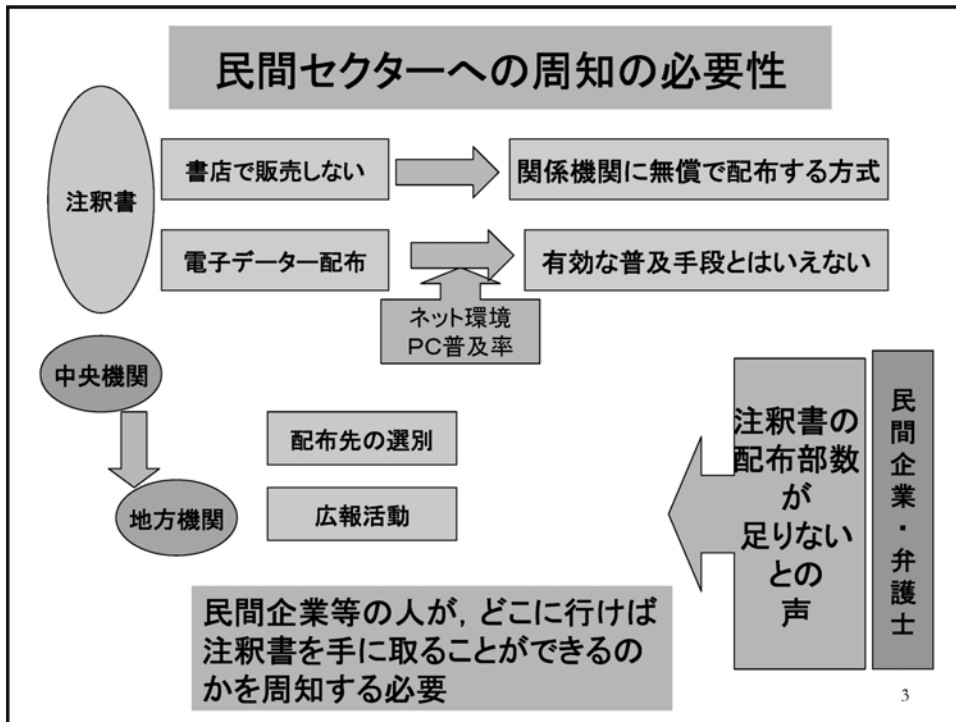 民間セクターへの周知の必要性
注釈書
書店で販売しない
関係機関に無償で配布する方式
電子データー配布
有効な普及手段とはいえない
ネット環境
PC普及率
中央機関
地方機関
配布先の選別
広報活動
注釈書の
配布部数
が
足りない
との
声
民間企業・弁護士
民間企業等の人が，どこに行けば
注釈書を手に取ることができるの
かを周知する必要
3